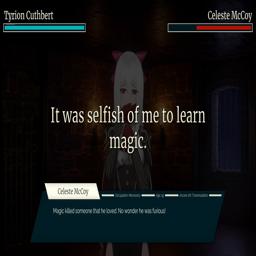 Tyrion Cuthbert
Celeste McCoy
It was selfish of me to learn
magic.
Celeste McCoy
Magic killed someone that he loved. No wonder he was furious!